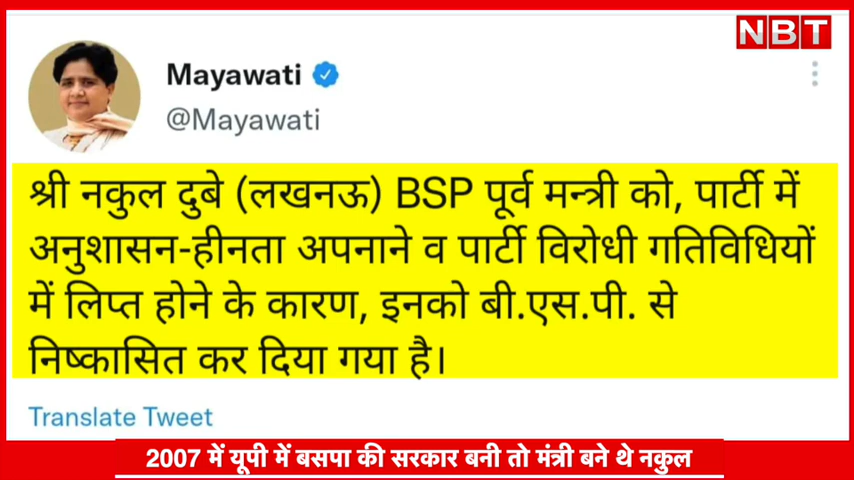 NBT
Mayawati
@Mayawati
श्री नकुल दुबे (लखनऊ) BSP पूर्व मन्त्री को, पार्टी में
अनुशासन-हीनता अपनाने व पार्टी विरोधी गतिविधियों
में लिप्त होने के कारण, इनको बी.एस.पी. से
निष्कासित कर दिया गया है।
Translate Tweet
2007 में यूपी में बसपा की सरकार बनी तो मंत्री बने थे नकुल